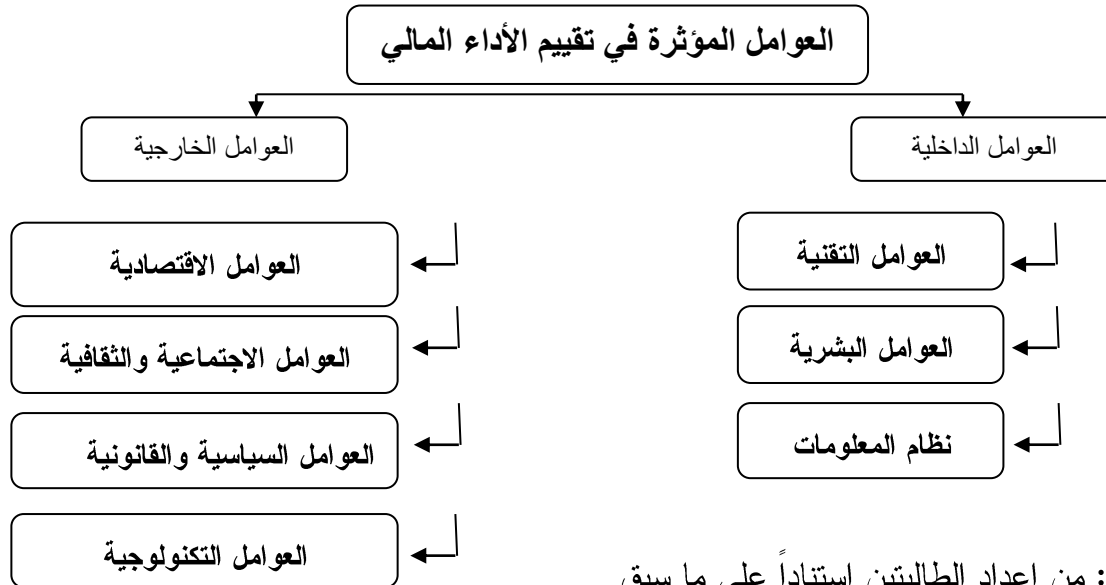 العوامل المؤثرة في تقييم الأداء المالي
العوامل الداخلية
العوامل التقنية
العوامل البشرية
نظام المعلومات
العوامل الخارجية
العوامل الاقتصادية
العوامل الاجتماعية والثقافية
العوامل السياسية والقانونية
العوامل التكنولوجية
: من إعداد الطالبتين استناداً على ما سبق